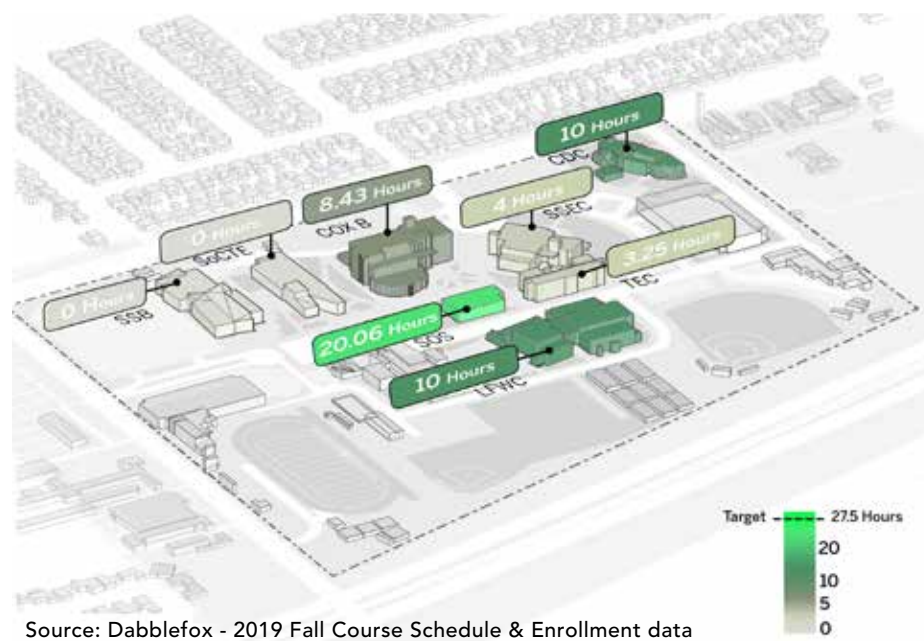 10 Hours
CDC
8.43 Hours
COX B
4 Hours
SSEC
0 Hours
SoCTE
3.25 Hours
TEC
0 Hours
SSB
20.06 Hours
SOS
10 Hours
LFWC
Target 27.5 Hours
20
10
5
0
Source: Dabblefox - 2019 Fall Course Schedule & Enrollment data